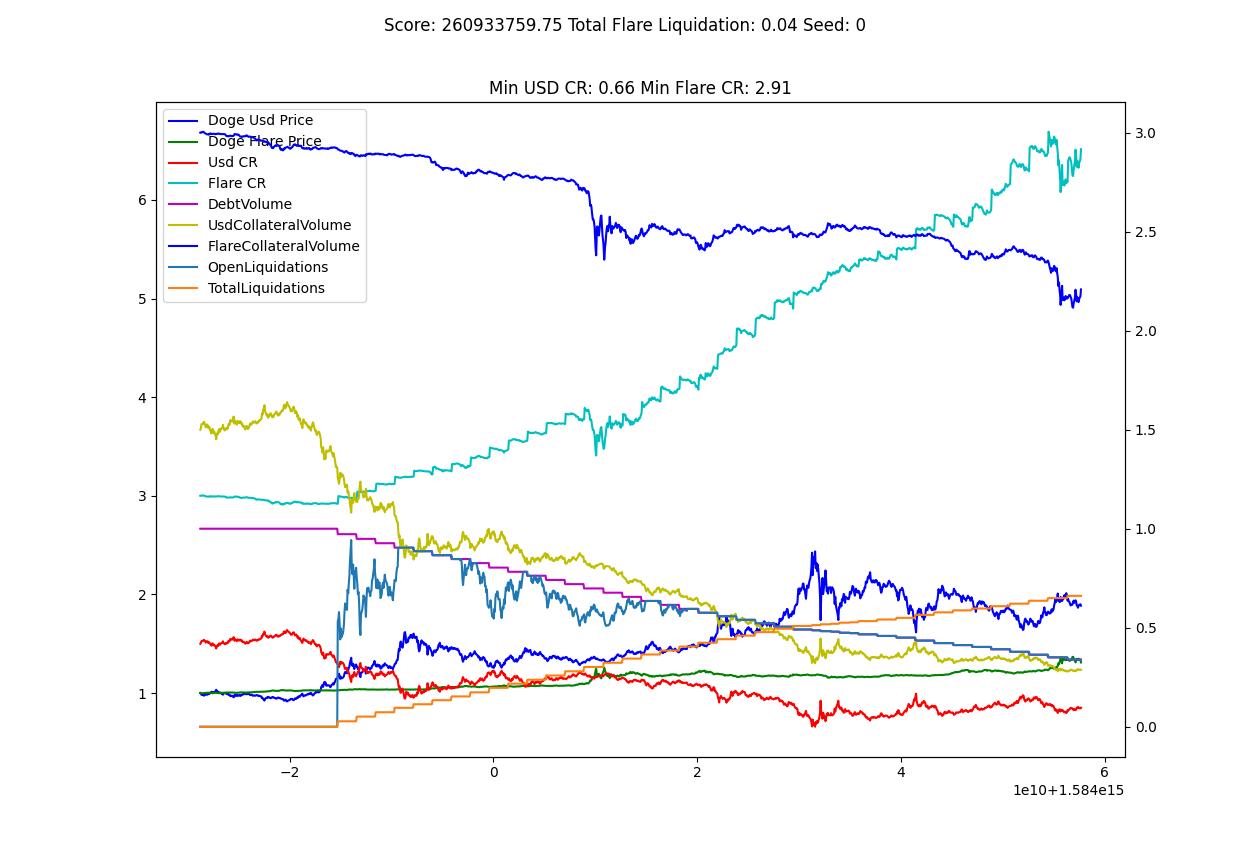 Score: 260933759.75 Total Flare Liquidation: 0.04 Seed: 0
Min USD CR: 0.66 Min Flare CR: 2.91
Doge Usd Price
Doge Flare Price
Usd CR
Flare CR
DebtVolume
UsdCollateralVolume
FlareCollateralVolume
OpenLiquidations
TotalLiquidations
6
5
4
3
2
1
3.0
2.5
2.0
1.5
1.0
0.5
0.0
−2
0
2
4
6
1e10+1.584e15